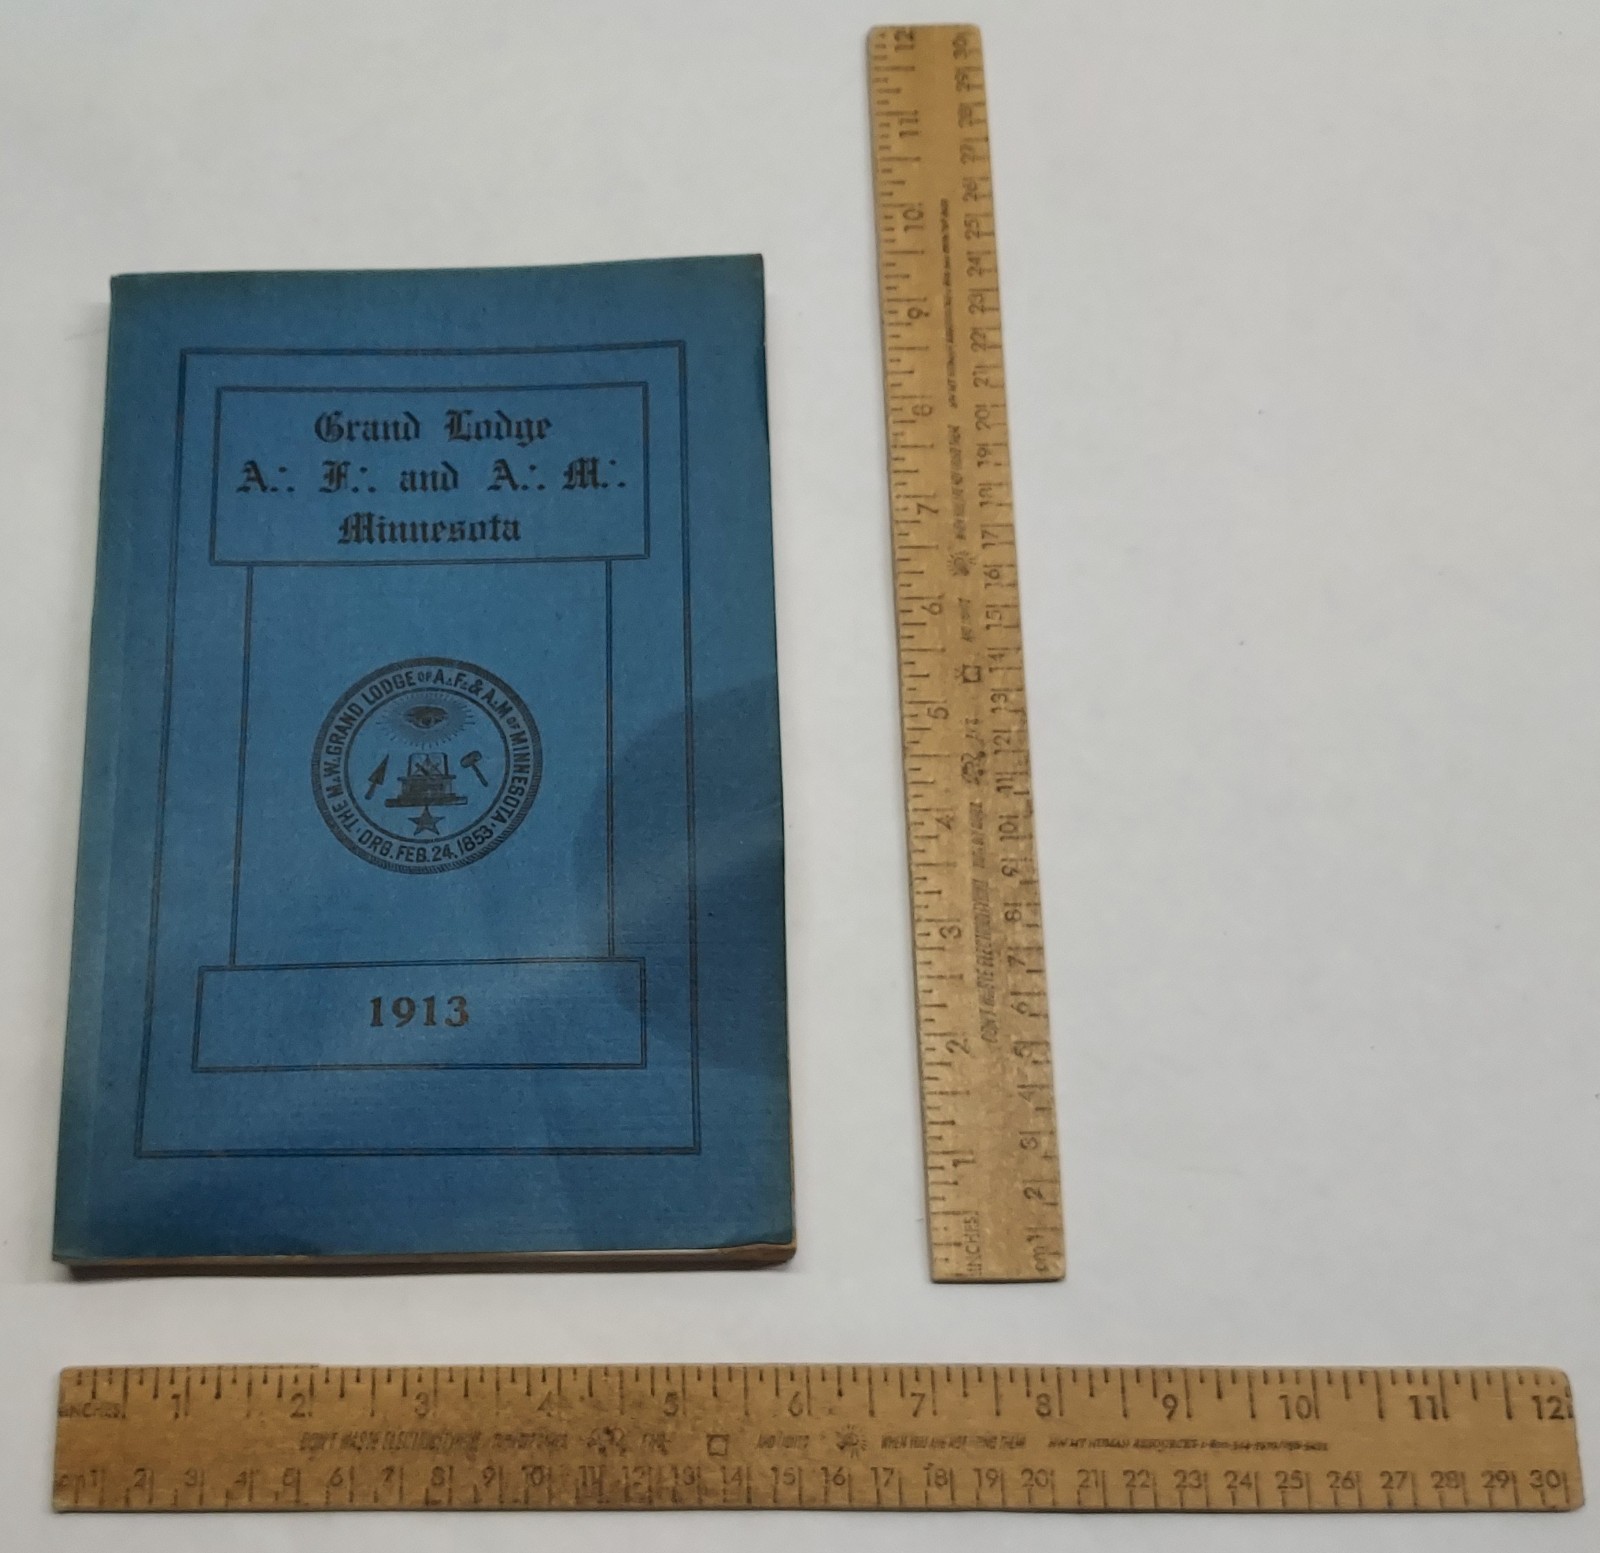 Grand Lodge
A∴ F∴ and A∴ M∴
Minnesota
THE M.W. GRAND LODGE OF A. F. & A. M OF MINNESOTA
ORG. FEB. 24, 1853.
1913
12 11 10 9 8 7 6 5 4 3 2 1 INCHES
30 29 28 27 26 25 24 23 22 21 20 19 18 17 16 15 14 13 12 11 10 9 8 7 6 5 4 3 2 1 cm
INCHES 1 2 3 4 5 6 7 8 9 10 11 12
cm 1 2 3 4 5 6 7 8 9 10 11 12 13 14 15 16 17 18 19 20 21 22 23 24 25 26 27 28 29 30